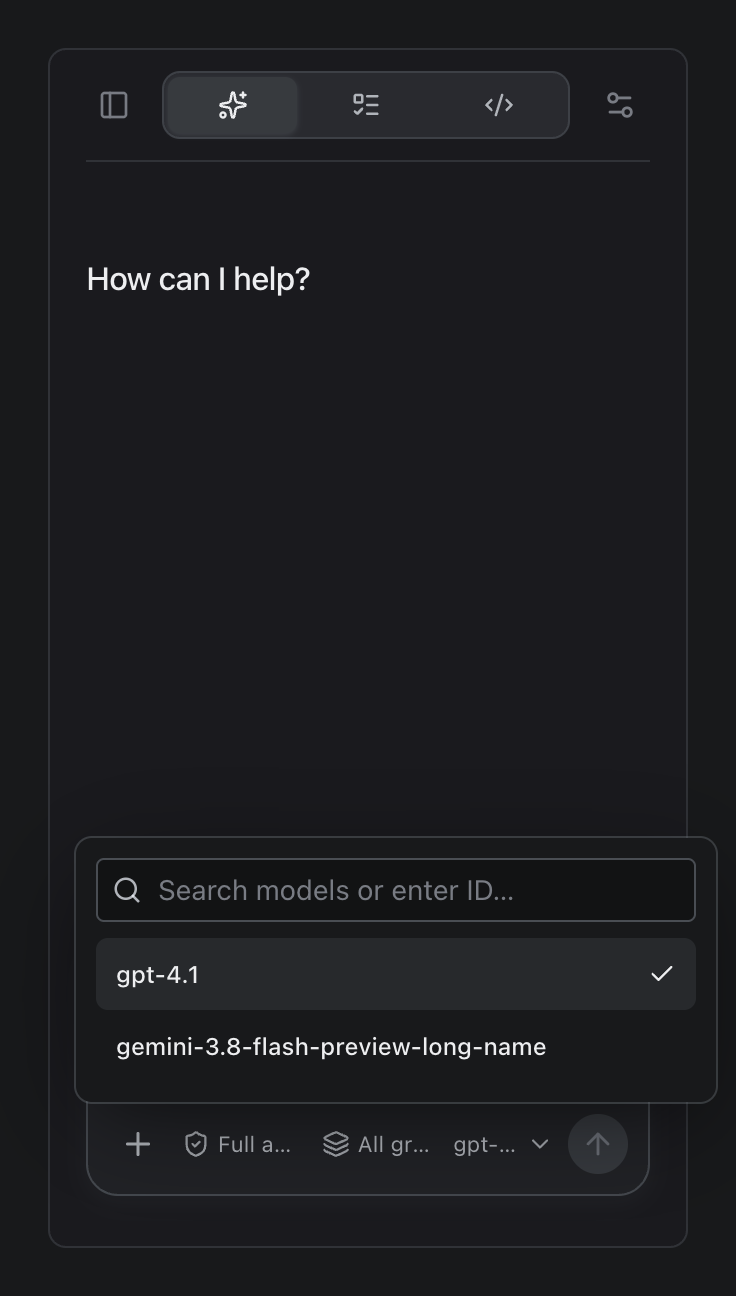 How can I help?
Search models or enter ID...
gpt-4.1
gemini-3.8-flash-preview-long-name
Full a... All gr... gpt-...